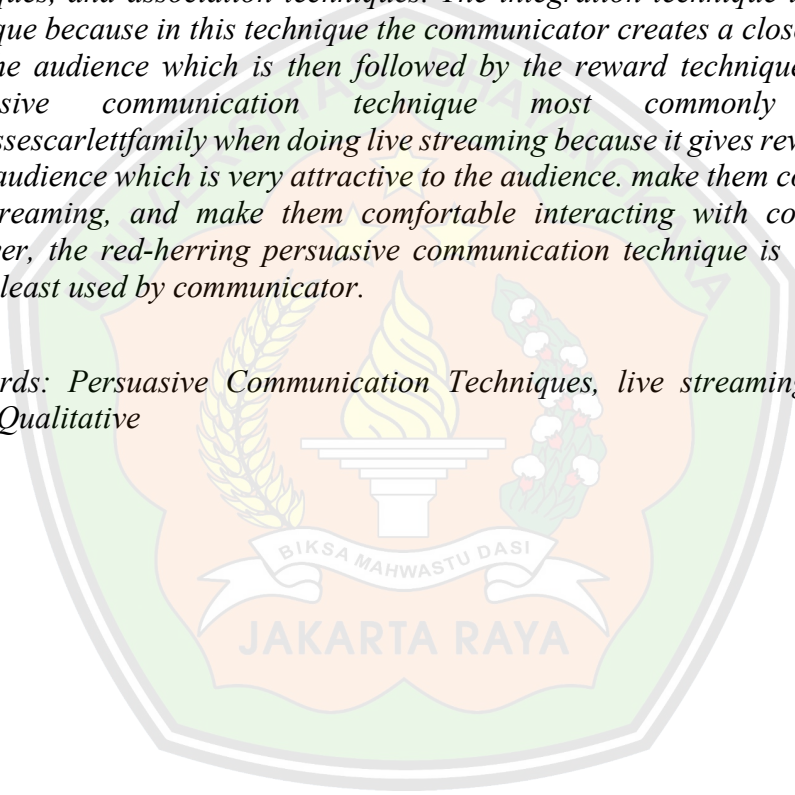 ques, and association techniques. The integration technique
que because in this technique the communicator creates a close
he audience which is then followed by the reward technique
sive communication technique most commonly
ssescarlettfamily when doing live streaming because it gives rev
audience which is very attractive to the audience. make them co
reaming, and make them comfortable interacting with co
er, the red-herring persuasive communication technique is
least used by communicator.
rds: Persuasive Communication Techniques, live streaming
Qualitative
UNIVERSITAS BHAYANGKARA
BIKSA MAHWASTU DASI
JAKARTA RAYA